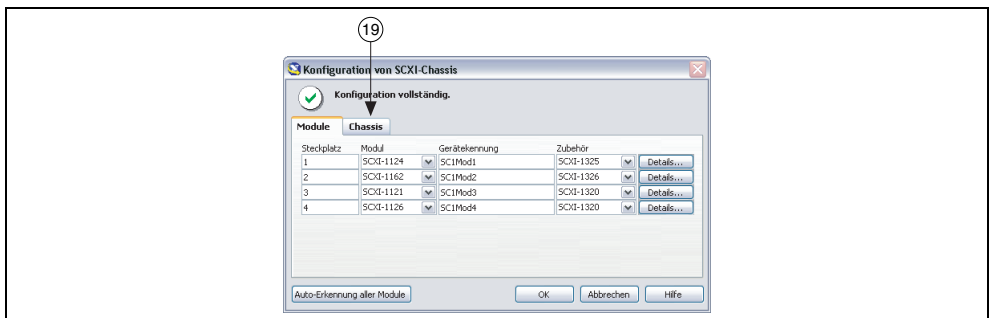 19
Konfiguration von SCXI-Chassis
Konfiguration vollständig.
Module Chassis
Steckplatz Modul Gerätekennung Zubehör
1 SCXI-1124 SC1Mod1 SCXI-1325 Details...
2 SCXI-1162 SC1Mod2 SCXI-1326 Details...
3 SCXI-1121 SC1Mod3 SCXI-1320 Details...
4 SCXI-1126 SC1Mod4 SCXI-1320 Details...
Auto-Erkennung aller Module OK Abbrechen Hilfe